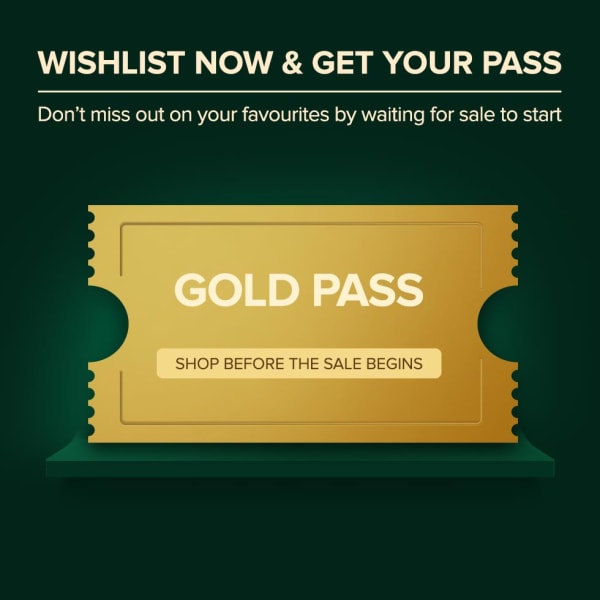 WISHLIST NOW & GET YOUR PASS
Don’t miss out on your favourites by waiting for sale to start
GOLD PASS
SHOP BEFORE THE SALE BEGINS